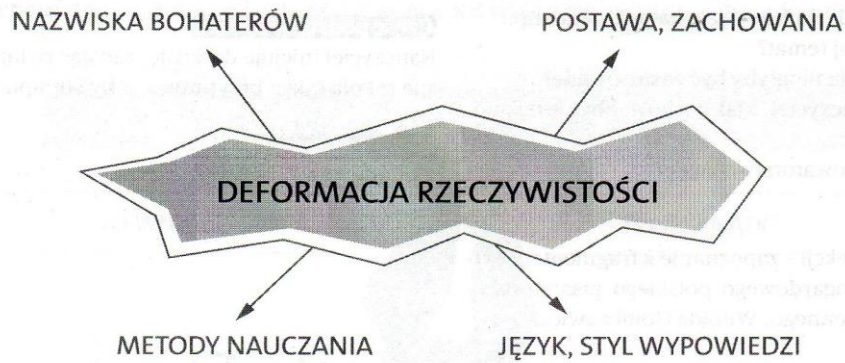 NAZWISKA BOHATERÓW
POSTAWA, ZACHOWANIA
DEFORMACJA RZECZYWISTOŚCI
METODY NAUCZANIA
JĘZYK, STYL WYPOWIEDZI